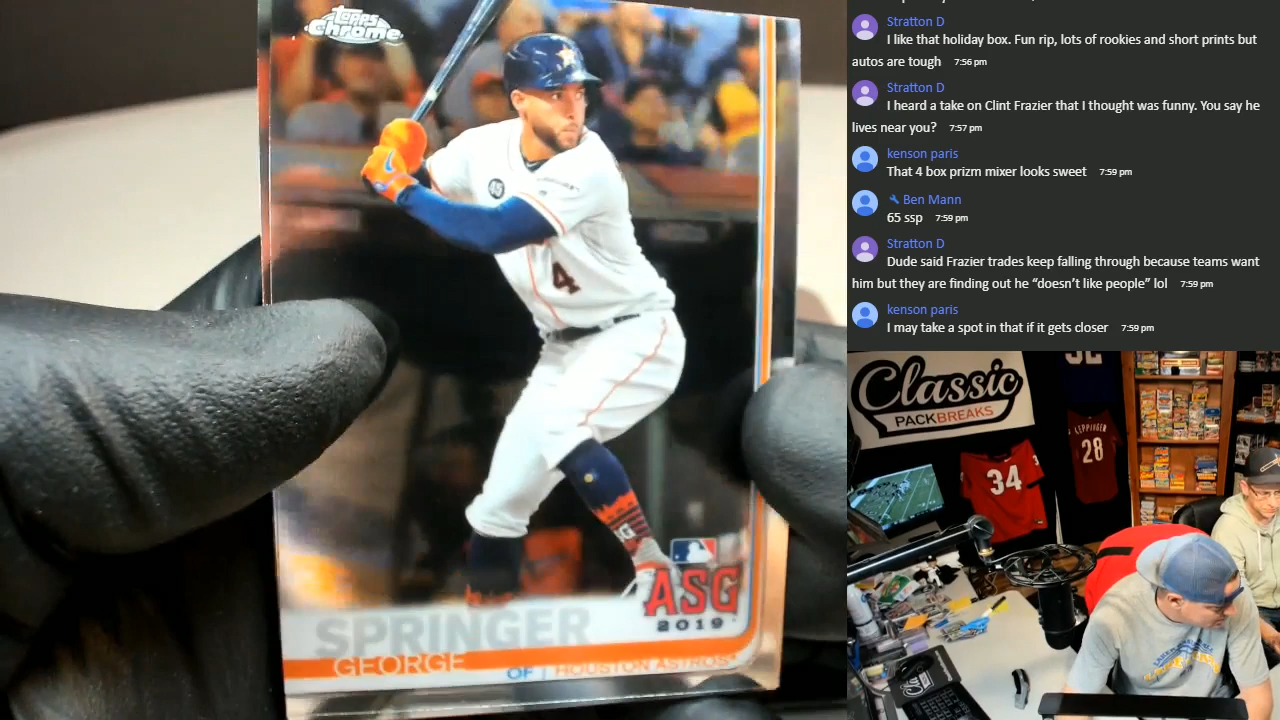 Topps
Chrome
45
4
ASG
2019
SPRINGER
GEORGE
OF | HOUSTON ASTROS
Stratton D
I like that holiday box. Fun rip, lots of rookies and short prints but
autos are tough 7:56 pm
Stratton D
I heard a take on Clint Frazier that I thought was funny. You say he
lives near you? 7:57 pm
kenson paris
That 4 box prizm mixer looks sweet 7:59 pm
Ben Mann
65 ssp 7:59 pm
Stratton D
Dude said Frazier trades keep falling through because teams want
him but they are finding out he “doesn’t like people” lol 7:59 pm
kenson paris
I may take a spot in that if it gets closer 7:59 pm
Classic
PACKBREAKS
34
LEPPINGER
28